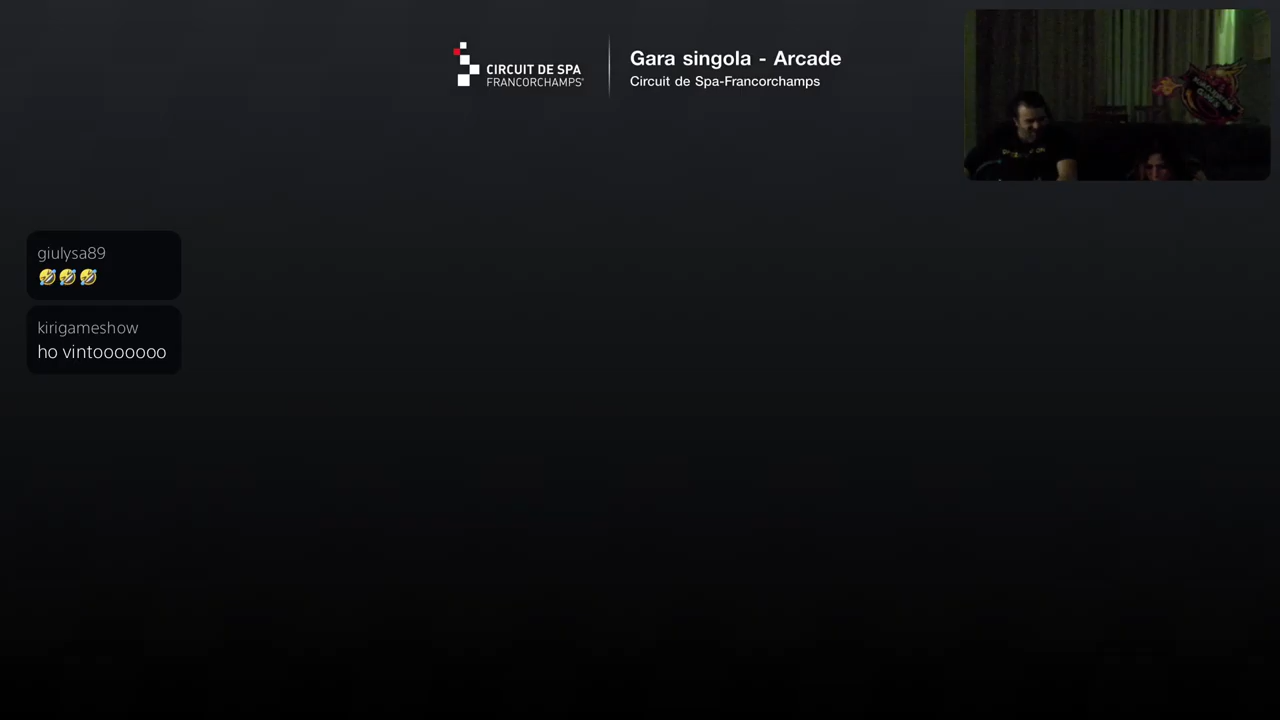 CIRCUIT DE SPA
FRANCORCHAMPS
Gara singola - Arcade
Circuit de Spa-Francorchamps
giulysa89
🤣🤣🤣
kirigameshow
ho vintooooooo